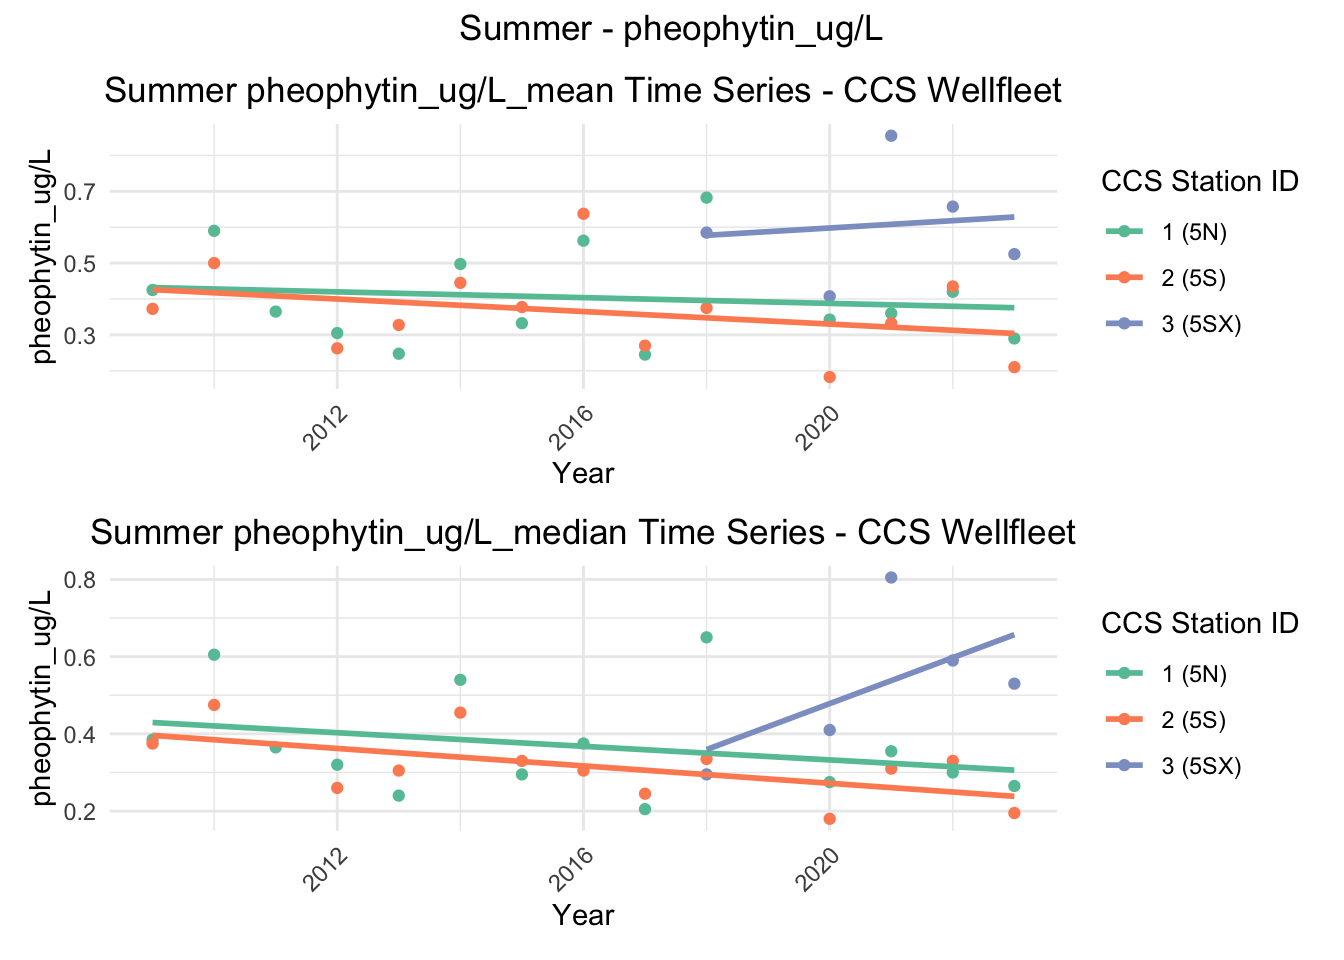 Summer - pheophytin_ug/L
Summer pheophytin_ug/L_mean Time Series - CCS Wellfleet
pheophytin_ug/L
0.7
0.5
0.3
2012
2016
2020
Year
CCS Station ID
1 (5N)
2 (5S)
3 (5SX)
Summer pheophytin_ug/L_median Time Series - CCS Wellfleet
pheophytin_ug/L
0.8
0.6
0.4
0.2
2012
2016
2020
Year
CCS Station ID
1 (5N)
2 (5S)
3 (5SX)